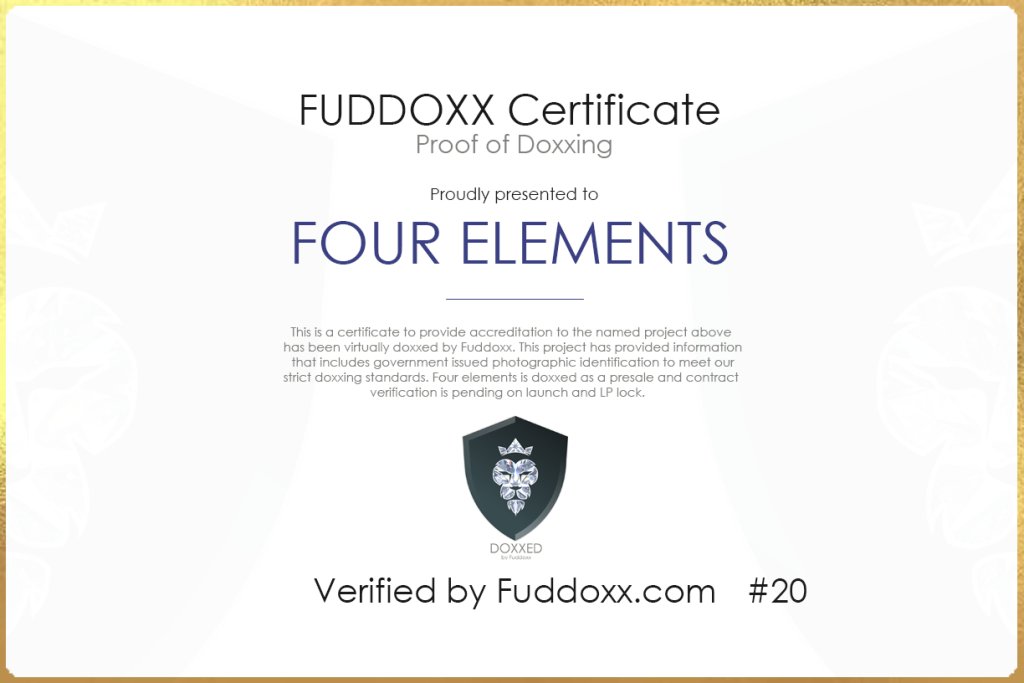 FUDDOXX Certificate
Proof of Doxxing
Proudly presented to
FOUR ELEMENTS
This is a certificate to provide accreditation to the named project above
has been virtually doxxed by Fuddoxx. This project has provided information
that includes government issued photographic identification to meet our
strict doxxing standards. Four elements is doxxed as a presale and contract
verification is pending on launch and LP lock.
DOXXED
by Fuddoxx
Verified by Fuddoxx.com #20